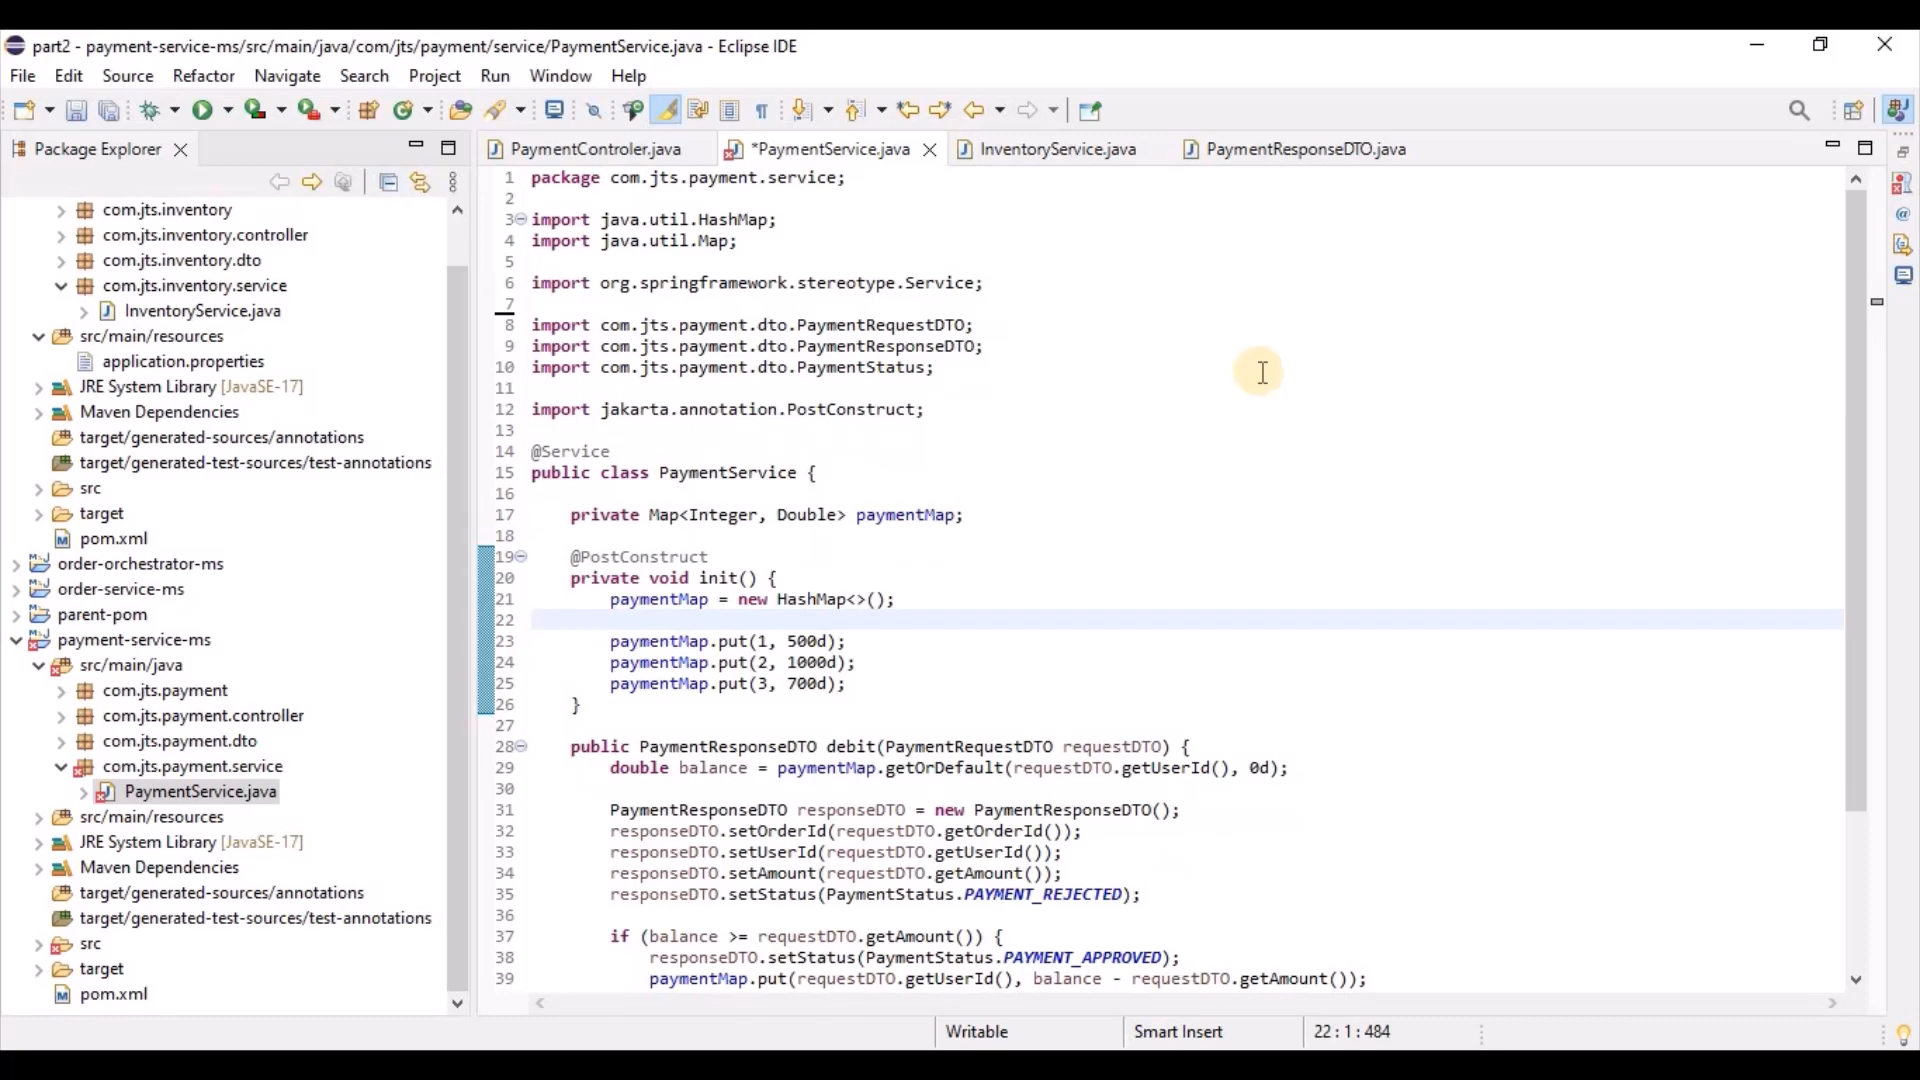 part2 - payment-service-ms/src/main/java/com/jts/payment/service/PaymentService.java - Eclipse IDE
File Edit Source Refactor Navigate Search Project Run Window Help
Package Explorer
com.jts.inventory
com.jts.inventory.controller
com.jts.inventory.dto
com.jts.inventory.service
InventoryService.java
src/main/resources
application.properties
JRE System Library [JavaSE-17]
Maven Dependencies
target/generated-sources/annotations
target/generated-test-sources/test-annotations
src
target
pom.xml
order-orchestrator-ms
order-service-ms
parent-pom
payment-service-ms
src/main/java
com.jts.payment
com.jts.payment.controller
com.jts.payment.dto
com.jts.payment.service
PaymentService.java
src/main/resources
JRE System Library [JavaSE-17]
Maven Dependencies
target/generated-sources/annotations
target/generated-test-sources/test-annotations
src
target
pom.xml
PaymentControler.java *PaymentService.java InventoryService.java PaymentResponseDTO.java
1 package com.jts.payment.service;
2
3 import java.util.HashMap;
4 import java.util.Map;
5
6 import org.springframework.stereotype.Service;
7
8 import com.jts.payment.dto.PaymentRequestDTO;
9 import com.jts.payment.dto.PaymentResponseDTO;
10 import com.jts.payment.dto.PaymentStatus;
11
12 import jakarta.annotation.PostConstruct;
13
14 @Service
15 public class PaymentService {
16
17 private Map<Integer, Double> paymentMap;
18
19 @PostConstruct
20 private void init() {
21 paymentMap = new HashMap<>();
22
23 paymentMap.put(1, 500d);
24 paymentMap.put(2, 1000d);
25 paymentMap.put(3, 700d);
26 }
27
28 public PaymentResponseDTO debit(PaymentRequestDTO requestDTO) {
29 double balance = paymentMap.getOrDefault(requestDTO.getUserId(), 0d);
30
31 PaymentResponseDTO responseDTO = new PaymentResponseDTO();
32 responseDTO.setOrderId(requestDTO.getOrderId());
33 responseDTO.setUserId(requestDTO.getUserId());
34 responseDTO.setAmount(requestDTO.getAmount());
35 responseDTO.setStatus(PaymentStatus.PAYMENT_REJECTED);
36
37 if (balance >= requestDTO.getAmount()) {
38 responseDTO.setStatus(PaymentStatus.PAYMENT_APPROVED);
39 paymentMap.put(requestDTO.getUserId(), balance - requestDTO.getAmount());
Writable Smart Insert 22 : 1 : 484